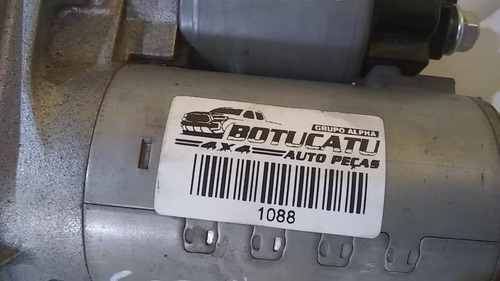 GRUPO ALPHA
BOTUCATU
4X4 AUTO PEÇAS
1088